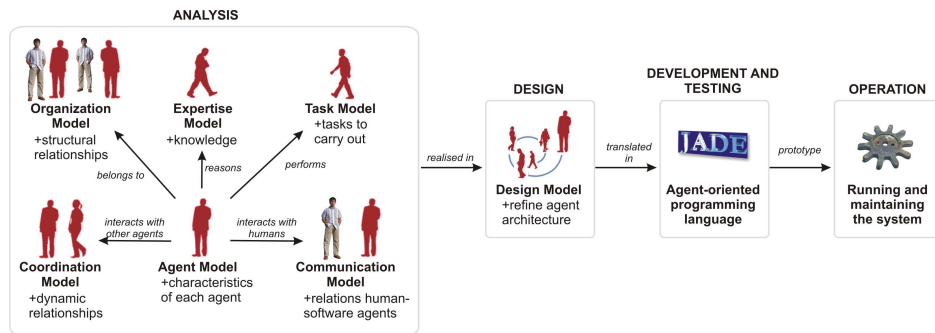 ANALYSIS
Organization
Model
+structural
relationships
Expertise
Model
+knowledge
Task Model
+tasks to
carry out
belongs to
reasons
performs
interacts with
other agents
interacts with
humans
Coordination
Model
+dynamic
relationships
Agent Model
+characteristics
of each agent
Communication
Model
+relations human-
software agents
realised in
DESIGN
Design Model
+refine agent
architecture
translated
in
DEVELOPMENT AND
TESTING
JADE
Agent-oriented
programming
language
prototype
OPERATION
Running and
maintaining
the system